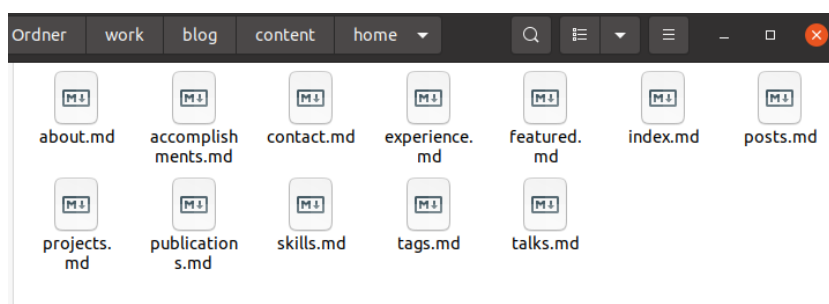 Ordner work blog content home
M↓ M↓ M↓ M↓ M↓ M↓ M↓
about.md accomplish contact.md experience. featured. index.md posts.md
ments.md md md
M↓ M↓ M↓ M↓ M↓
projects. publication skills.md tags.md talks.md
md s.md